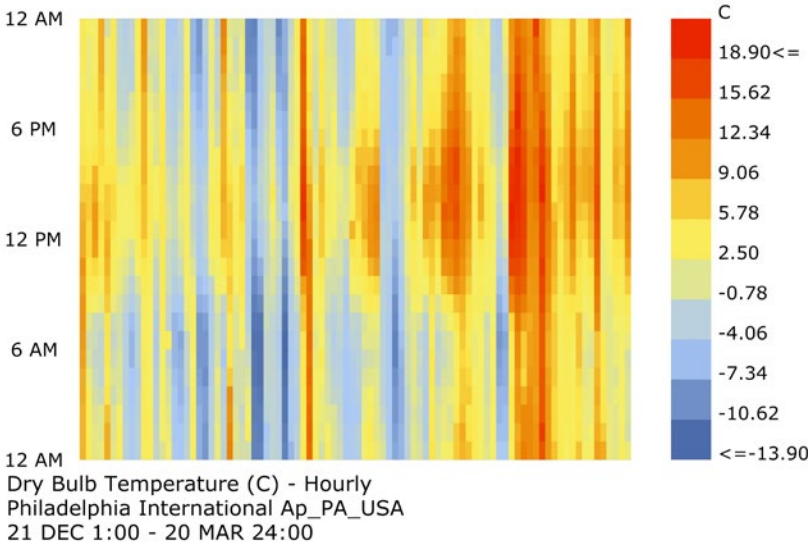 12 AM
6 PM
12 PM
6 AM
12 AM
C
18.90<=
15.62
12.34
9.06
5.78
2.50
-0.78
-4.06
-7.34
-10.62
<=-13.90
Dry Bulb Temperature (C) - Hourly
Philadelphia International Ap_PA_USA
21 DEC 1:00 - 20 MAR 24:00